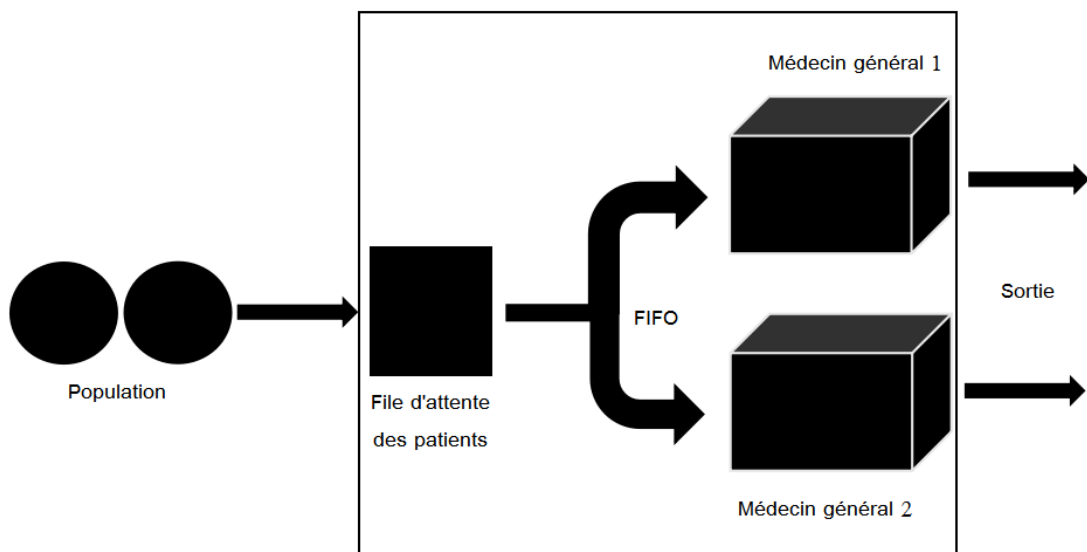 Médecin général 1
Population
File d'attente
des patients
FIFO
Sortie
Médecin général 2